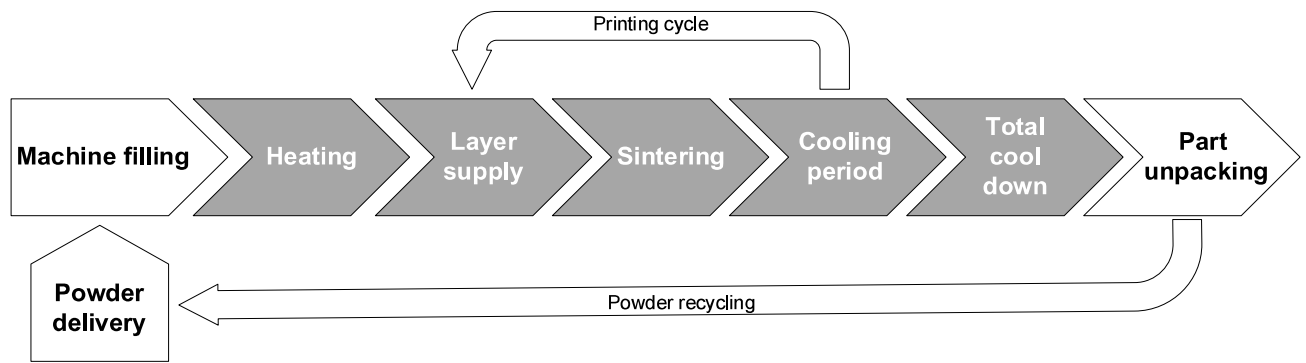 Printing cycle
Machine filling
Heating
Layer
supply
Sintering
Cooling
period
Total
cool
down
Part
unpacking
Powder
delivery
Powder recycling